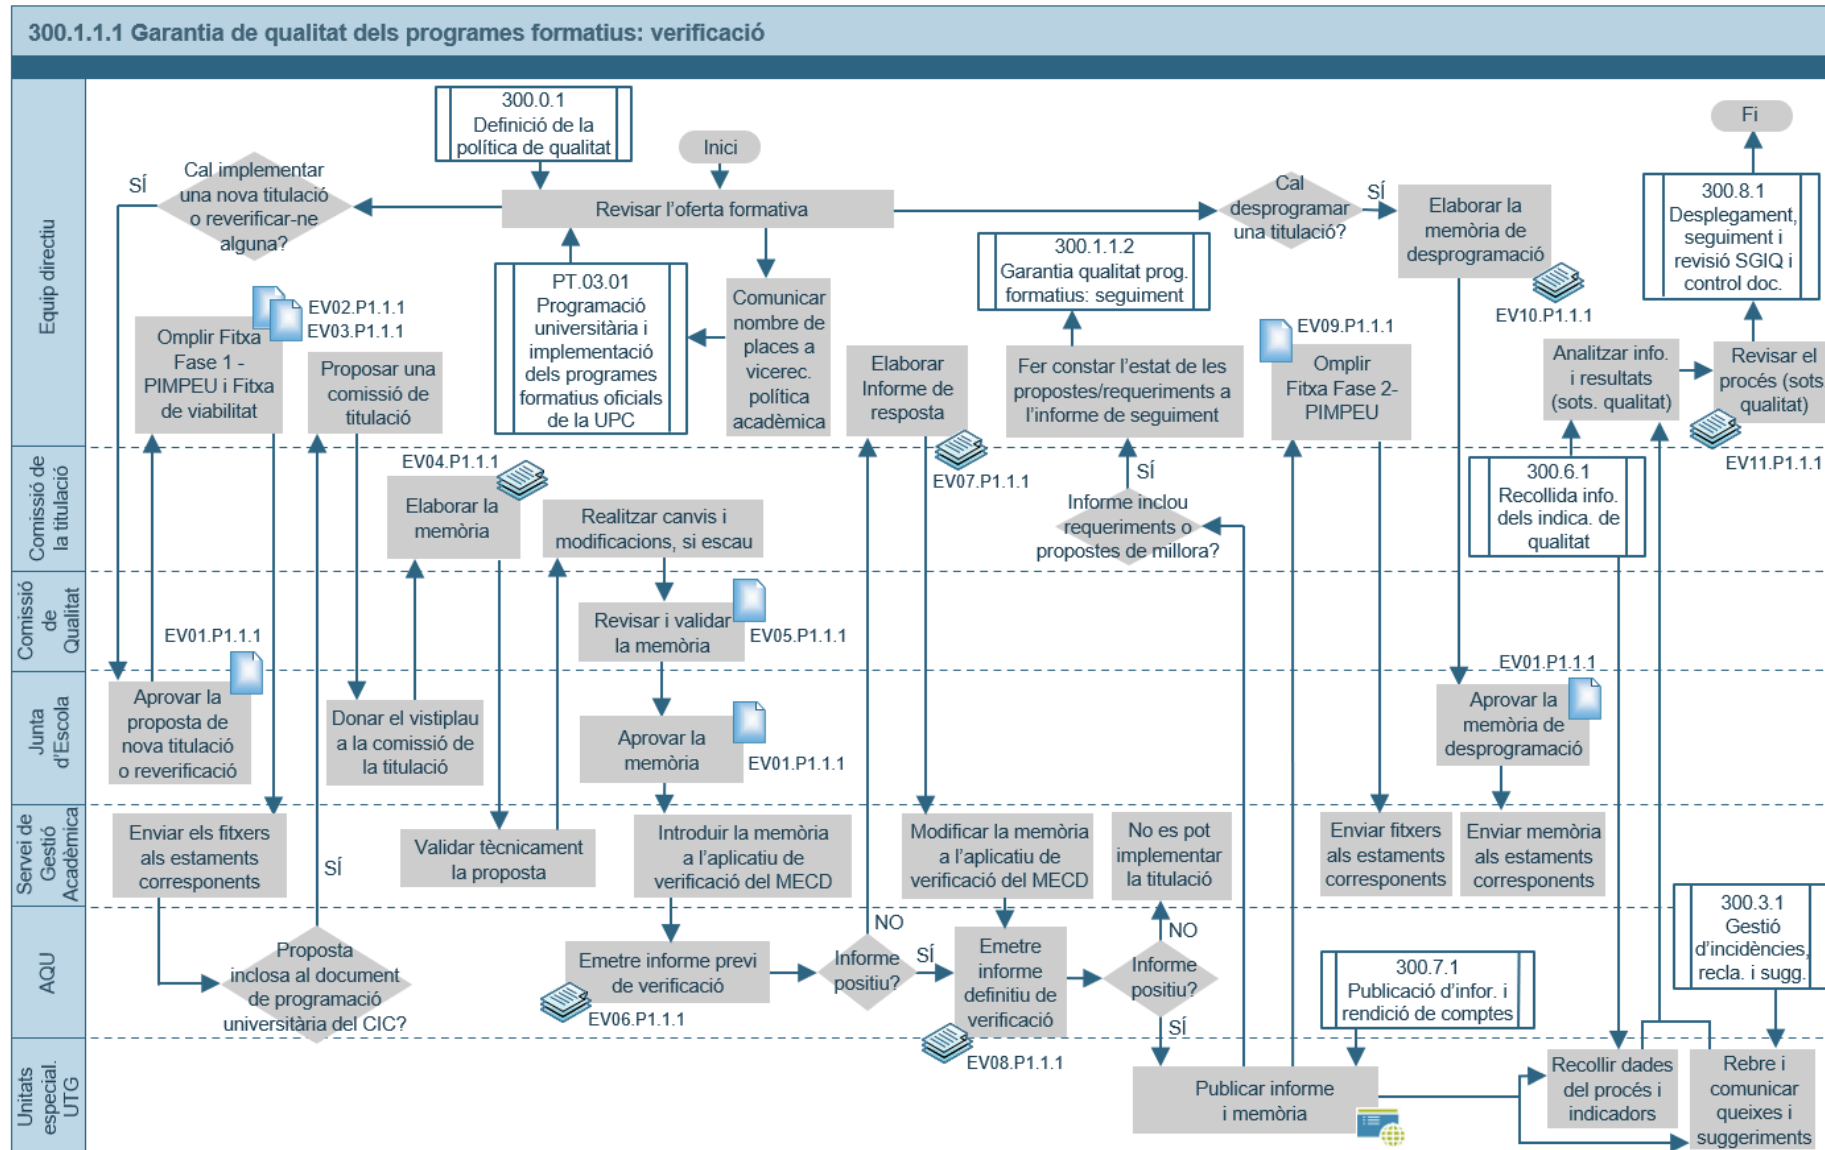 300.1.1.1 Garantia de qualitat dels programes formatius: verificació
Equip directiu
300.0.1
Definició de la
política de qualitat
Inici
Fi
Cal implementar
una nova titulació
o reverificar-ne
alguna?
SÍ
Revisar l’oferta formativa
Cal
desprogramar
una titulació?
SÍ
Elaborar la
memòria de
desprogramació
EV10.P1.1.1
300.8.1
Desplegament,
seguiment i
revisió SGIQ i
control doc.
EV02.P1.1.1
EV03.P1.1.1
Omplir Fitxa
Fase 1 -
PIMPEU i Fitxa
de viabilitat
Proposar una
comissió de
titulació
PT.03.01
Programació
universitària i
implementació
dels programes
formatius oficials
de la UPC
Comunicar
nombre de
places a
vicerec.
política
acadèmica
Elaborar
Informe de
resposta
EV07.P1.1.1
300.1.1.2
Garantia qualitat prog.
formatius: seguiment
Fer constar l’estat de les
propostes/requeriments a
l’informe de seguiment
EV09.P1.1.1
Omplir
Fitxa Fase 2-
PIMPEU
Analitzar info.
i resultats
(sots. qualitat)
Revisar el
procés (sots.
qualitat)
EV11.P1.1.1
Comissió de
la titulació
EV04.P1.1.1
Elaborar la
memòria
Realitzar canvis i
modificacions, si escau
SÍ
Informe inclou
requeriments o
propostes de millora?
300.6.1
Recollida info.
dels indica. de
qualitat
Comissió
de
Qualitat
Revisar i validar
la memòria
EV05.P1.1.1
Junta
d’Escola
EV01.P1.1.1
Aprovar la
proposta de
nova titulació
o reverificació
Donar el vistiplau
a la comissió de
la titulació
Aprovar la
memòria
EV01.P1.1.1
EV01.P1.1.1
Aprovar la
memòria de
desprogramació
Servei de
Gestió
Acadèmica
Enviar els fitxers
als estaments
corresponents
SÍ
Validar tècnicament
la proposta
Introduir la memòria
a l’aplicatiu de
verificació del MECD
Modificar la memòria
a l’aplicatiu de
verificació del MECD
No es pot
implementar
la titulació
Enviar fitxers
als estaments
corresponents
Enviar memòria
als estaments
corresponents
AQU
Proposta
inclosa al document
de programació
universitària del CIC?
Emetre informe previ
de verificació
EV06.P1.1.1
NO
Informe
positiu?
SÍ
Emetre
informe
definitiu de
verificació
EV08.P1.1.1
NO
Informe
positiu?
SÍ
300.7.1
Publicació d’infor. i
rendició de comptes
300.3.1
Gestió
d’incidències,
recla. i sugg.
Unitats
especial.
UTG
Publicar informe
i memòria
Recollir dades
del procés i
indicadors
Rebre i
comunicar
queixes i
suggeriments